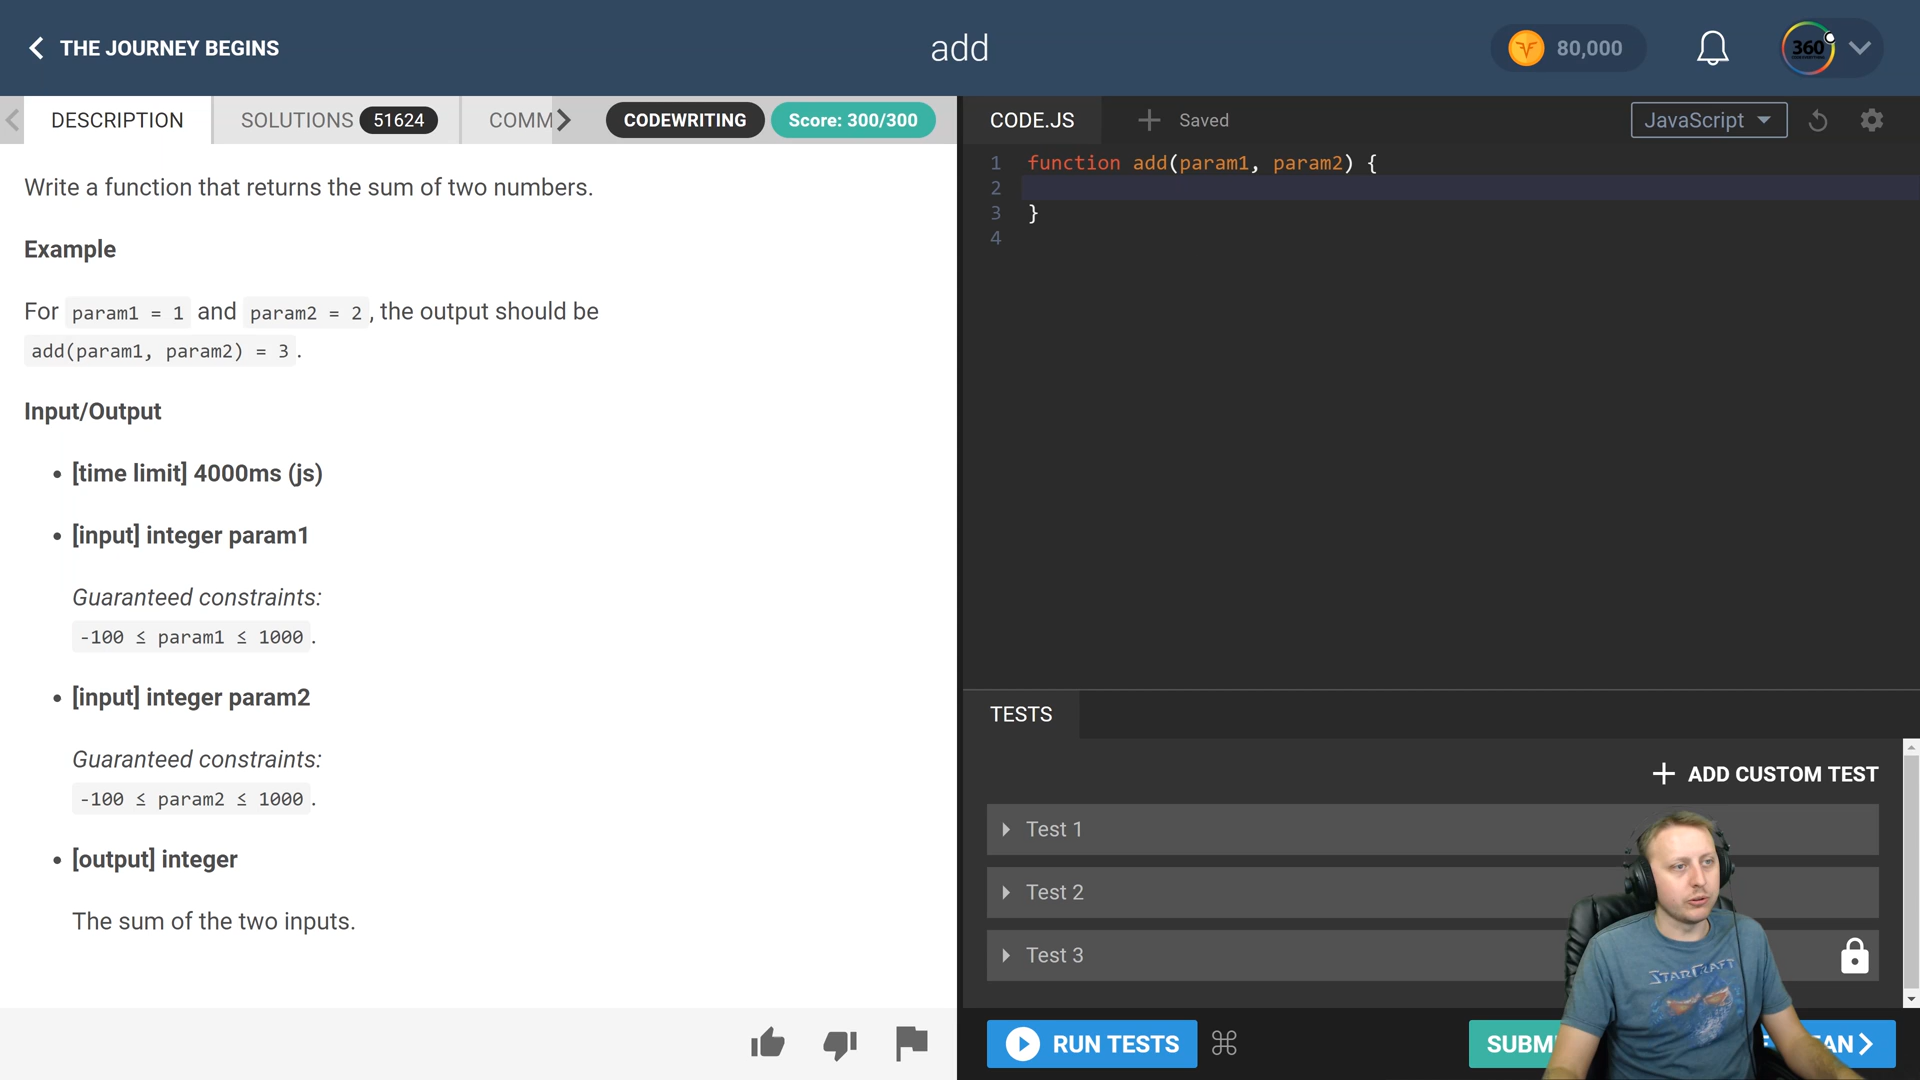 THE JOURNEY BEGINS
add
80,000
360
DESCRIPTION
SOLUTIONS 51624
COMM
CODEWRITING
Score: 300/300
Write a function that returns the sum of two numbers.
Example
For param1 = 1 and param2 = 2, the output should be
add(param1, param2) = 3.
Input/Output
• [time limit] 4000ms (js)
• [input] integer param1
Guaranteed constraints:
-100 ≤ param1 ≤ 1000.
• [input] integer param2
Guaranteed constraints:
-100 ≤ param2 ≤ 1000.
• [output] integer
The sum of the two inputs.
CODE.JS
Saved
JavaScript
1 function add(param1, param2) {
2
3 }
4
TESTS
ADD CUSTOM TEST
Test 1
Test 2
Test 3
RUN TESTS
SUBM
AN
STARCRAFT